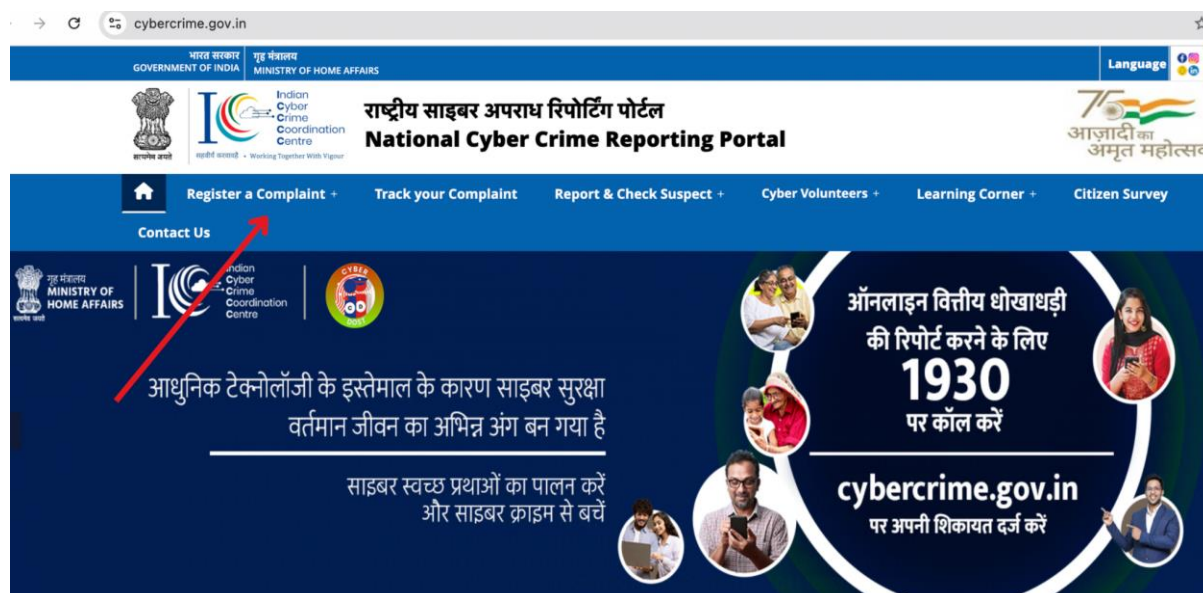 cybercrime.gov.in
भारत सरकार
GOVERNMENT OF INDIA
गृह मंत्रालय
MINISTRY OF HOME AFFAIRS
Language
सत्यमेव जयते
Indian
Cyber
Crime
Coordination
Centre
Working Together With Vigour
राष्ट्रीय साइबर अपराध रिपोर्टिंग पोर्टल
National Cyber Crime Reporting Portal
आज़ादी का
अमृत महोत्सव
Register a Complaint +
Track your Complaint
Report & Check Suspect +
Cyber Volunteers +
Learning Corner +
Citizen Survey
Contact Us
गृह मंत्रालय
MINISTRY OF
HOME AFFAIRS
Indian
Cyber
Crime
Coordination
Centre
CYBER
DOST
आधुनिक टेक्नोलॉजी के इस्तेमाल के कारण साइबर सुरक्षा
वर्तमान जीवन का अभिन्न अंग बन गया है
साइबर स्वच्छ प्रथाओं का पालन करें
और साइबर क्राइम से बचें
ऑनलाइन वित्तीय धोखाधड़ी
की रिपोर्ट करने के लिए
1930
पर कॉल करें
cybercrime.gov.in
पर अपनी शिकायत दर्ज करें